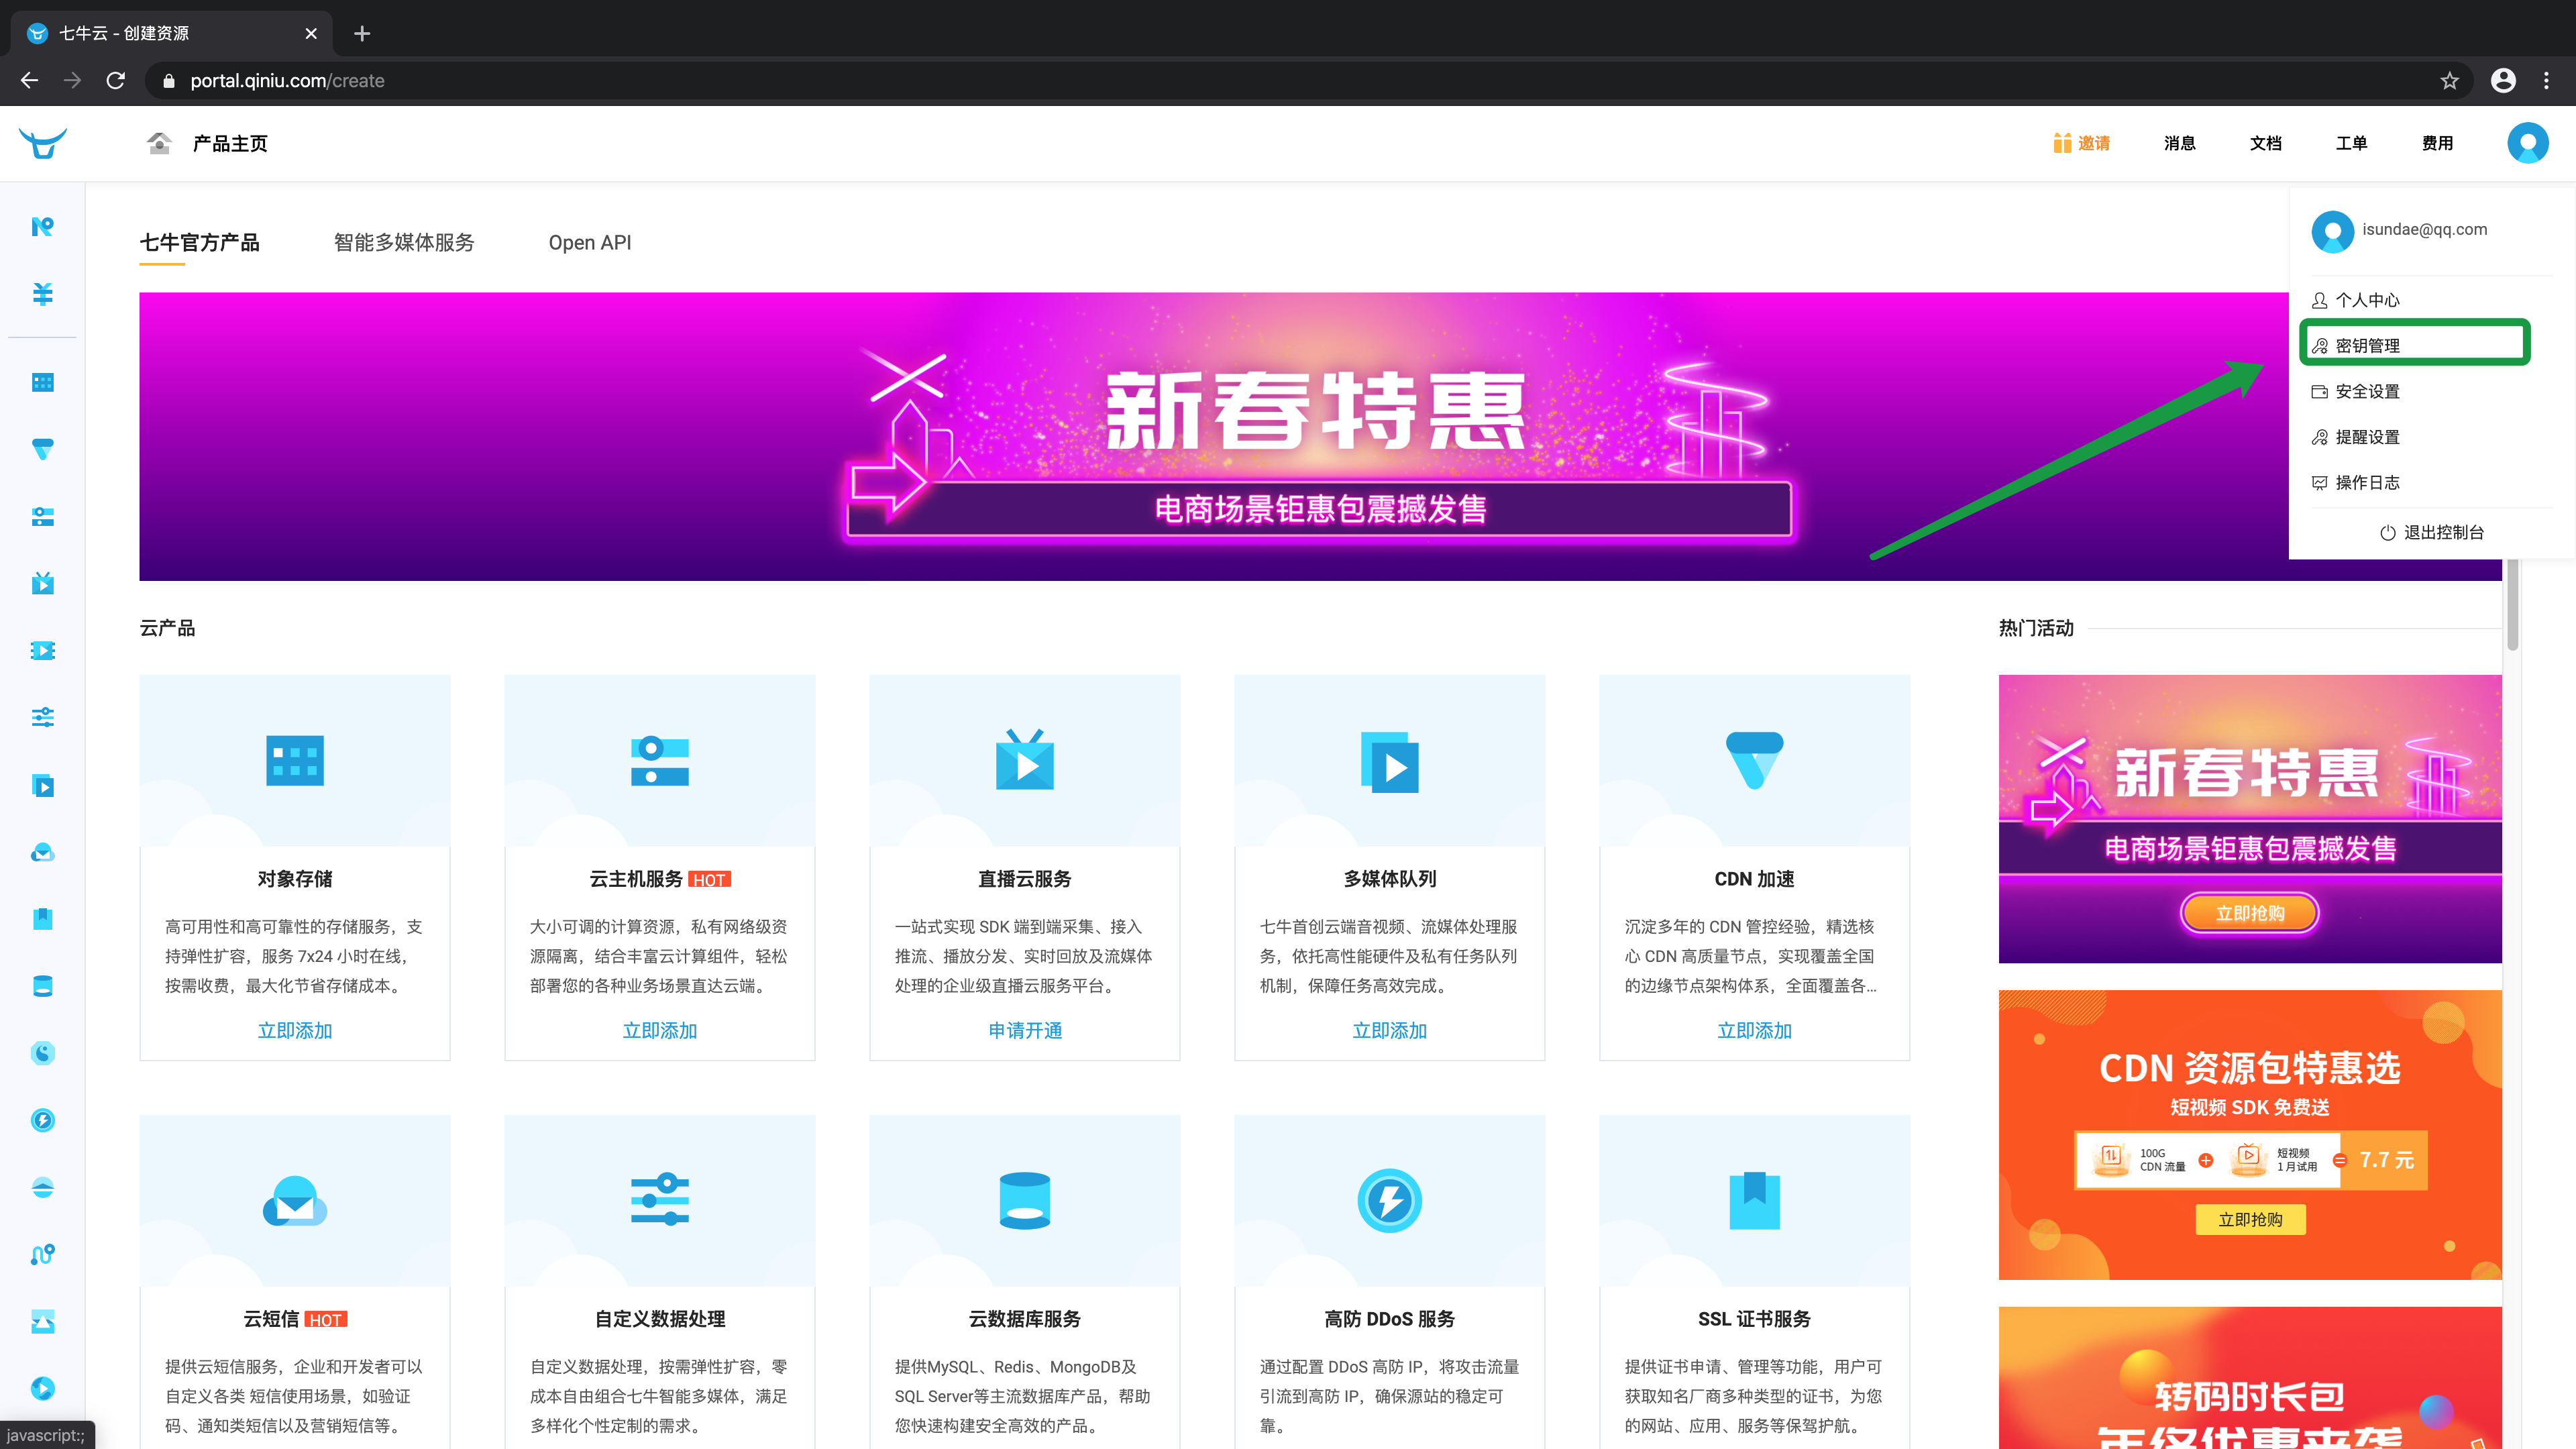 七牛云 - 创建资源
portal.qiniu.com/create
产品主页
邀请
消息
文档
工单
费用
七牛官方产品
智能多媒体服务
Open API
isundae@qq.com
个人中心
密钥管理
安全设置
提醒设置
操作日志
退出控制台
新春特惠
电商场景钜惠包震撼发售
云产品
对象存储
高可用性和高可靠性的存储服务，支
持弹性扩容，服务 7x24 小时在线，
按需收费，最大化节省存储成本。
立即添加
云主机服务 HOT
大小可调的计算资源，私有网络级资
源隔离，结合丰富云计算组件，轻松
部署您的各种业务场景直达云端。
立即添加
直播云服务
一站式实现 SDK 端到端采集、接入
推流、播放分发、实时回放及流媒体
处理的企业级直播云服务平台。
申请开通
多媒体队列
七牛首创云端音视频、流媒体处理服
务，依托高性能硬件及私有任务队列
机制，保障任务高效完成。
立即添加
CDN 加速
沉淀多年的 CDN 管控经验，精选核
心 CDN 高质量节点，实现覆盖全国
的边缘节点架构体系，全面覆盖各...
立即添加
云短信 HOT
提供云短信服务，企业和开发者可以
自定义各类 短信使用场景，如验证
码、通知类短信以及营销短信等。
自定义数据处理
自定义数据处理，按需弹性扩容，零
成本自由组合七牛智能多媒体，满足
多样化个性定制的需求。
云数据库服务
提供MySQL、Redis、MongoDB及
SQL Server等主流数据库产品，帮助
您快速构建安全高效的产品。
高防 DDoS 服务
通过配置 DDoS 高防 IP，将攻击流量
引流到高防 IP，确保源站的稳定可
靠。
SSL 证书服务
提供证书申请、管理等功能，用户可
获取知名厂商多种类型的证书，为您
的网站、应用、服务等保驾护航。
热门活动
新春特惠
电商场景钜惠包震撼发售
立即抢购
CDN 资源包特惠选
短视频 SDK 免费送
100G
CDN 流量
短视频
1 月试用
7.7 元
立即抢购
转码时长包
年终优惠来袭
javascript:;